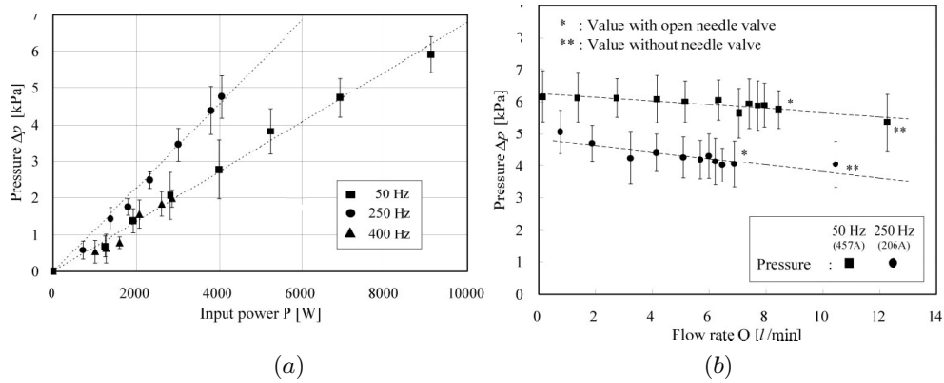 7
6
5
4
3
2
1
0
Pressure Δp [kPa]
50 Hz
250 Hz
400 Hz
0 2000 4000 6000 8000 10000
Input power P [W]
(a)
9
8
7
6
5
4
3
2
1
0
Pressure Δp [kPa]
* : Value with open needle valve
** : Value without needle valve
*
**
*
**
50 Hz 250 Hz
(457A) (206A)
Pressure :
0 2 4 6 8 10 12 14
Flow rate Q [l/min]
(b)